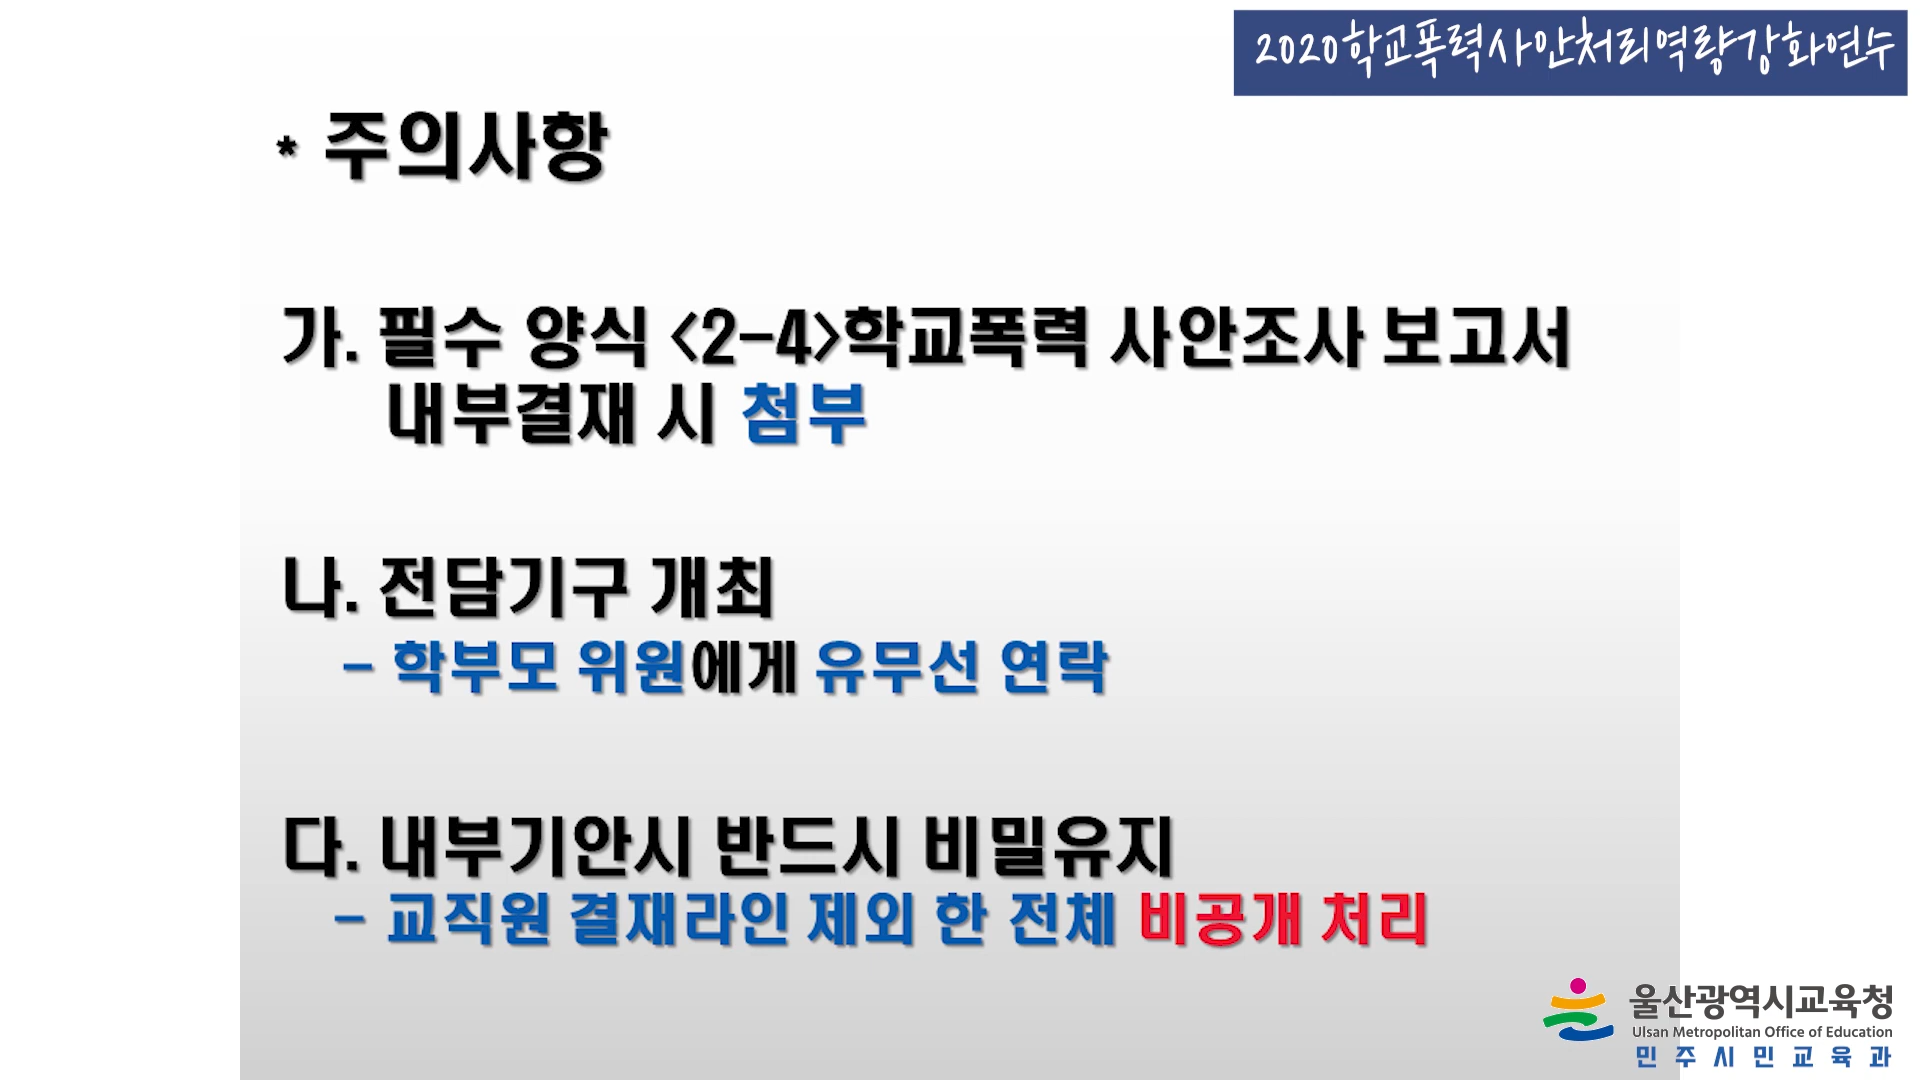 2020학교폭력사안처리역량강화연수
* 주의사항
가. 필수 양식 <2-4>학교폭력 사안조사 보고서
내부결재 시 첨부
나. 전담기구 개최
- 학부모 위원에게 유무선 연락
다. 내부기안시 반드시 비밀유지
- 교직원 결재라인 제외 한 전체 비공개 처리
울산광역시교육청
Ulsan Metropolitan Office of Education
민주시민교육과